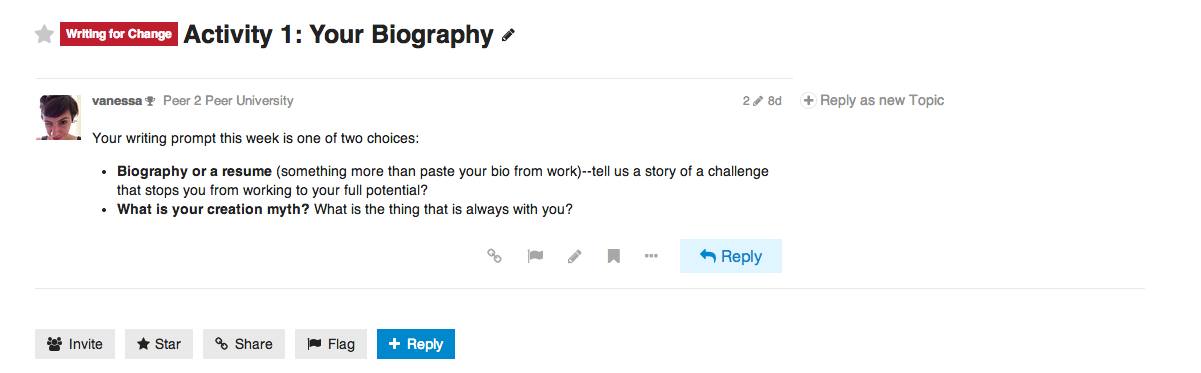 Writing for Change Activity 1: Your Biography
vanessa Peer 2 Peer University 2 8d Reply as new Topic
Your writing prompt this week is one of two choices:
• Biography or a resume (something more than paste your bio from work)--tell us a story of a challenge
that stops you from working to your full potential?
• What is your creation myth? What is the thing that is always with you?
Reply
Invite Star Share Flag Reply